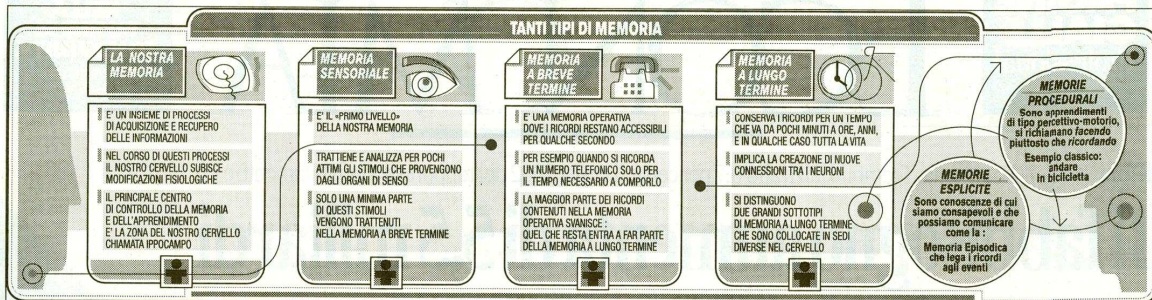 TANTI TIPI DI MEMORIA
LA NOSTRA
MEMORIA
E' UN INSIEME DI PROCESSI
DI ACQUISIZIONE E RECUPERO
DELLE INFORMAZIONI
NEL CORSO DI QUESTI PROCESSI
IL NOSTRO CERVELLO SUBISCE
MODIFICAZIONI FISIOLOGICHE
IL PRINCIPALE CENTRO
DI CONTROLLO DELLA MEMORIA
E DELL'APPRENDIMENTO
E' LA ZONA DEL NOSTRO CERVELLO
CHIAMATA IPPOCAMPO
MEMORIA
SENSORIALE
E' IL «PRIMO LIVELLO»
DELLA NOSTRA MEMORIA
TRATTIENE E ANALIZZA PER POCHI
ATTIMI GLI STIMOLI CHE PROVENGONO
DAGLI ORGANI DI SENSO
SOLO UNA MINIMA PARTE
DI QUESTI STIMOLI
VENGONO TRATTENUTI
NELLA MEMORIA A BREVE TERMINE
MEMORIA
A BREVE
TERMINE
E' UNA MEMORIA OPERATIVA
DOVE I RICORDI RESTANO ACCESSIBILI
PER QUALCHE SECONDO
PER ESEMPIO QUANDO SI RICORDA
UN NUMERO TELEFONICO SOLO PER
IL TEMPO NECESSARIO A COMPORLO
LA MAGGIOR PARTE DEI RICORDI
CONTENUTI NELLA MEMORIA
OPERATIVA SVANISCE :
QUEL CHE RESTA ENTRA A FAR PARTE
DELLA MEMORIA A LUNGO TERMINE
MEMORIA
A LUNGO
TERMINE
CONSERVA I RICORDI PER UN TEMPO
CHE VA DA POCHI MINUTI A ORE, ANNI,
E IN QUALCHE CASO TUTTA LA VITA
IMPLICA LA CREAZIONE DI NUOVE
CONNESSIONI TRA I NEURONI
SI DISTINGUONO
DUE GRANDI SOTTOTIPI
DI MEMORIA A LUNGO TERMINE
CHE SONO COLLOCATE IN SEDI
DIVERSE NEL CERVELLO
MEMORIE
PROCEDURALI
Sono apprendimenti
di tipo percettivo-motorio,
si richiamano facendo
piuttosto che ricordando
Esempio classico:
andare
in bicicletta
MEMORIE
ESPLICITE
Sono conoscenze di cui
siamo consapevoli e che
possiamo comunicare
come la :
Memoria Episodica
che lega i ricordi
agli eventi